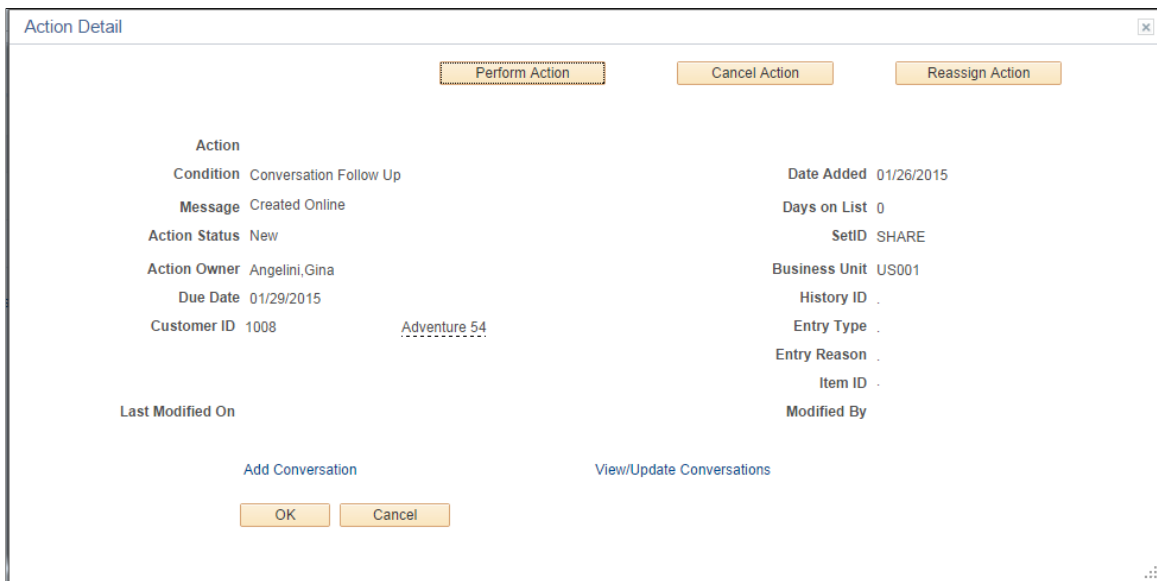 Action Detail
Perform Action Cancel Action Reassign Action
Action
Condition Conversation Follow Up Date Added 01/26/2015
Message Created Online Days on List 0
Action Status New SetID SHARE
Action Owner Angelini,Gina Business Unit US001
Due Date 01/29/2015 History ID .
Customer ID 1008 Adventure 54 Entry Type .
Entry Reason .
Item ID .
Last Modified On Modified By
Add Conversation View/Update Conversations
OK Cancel